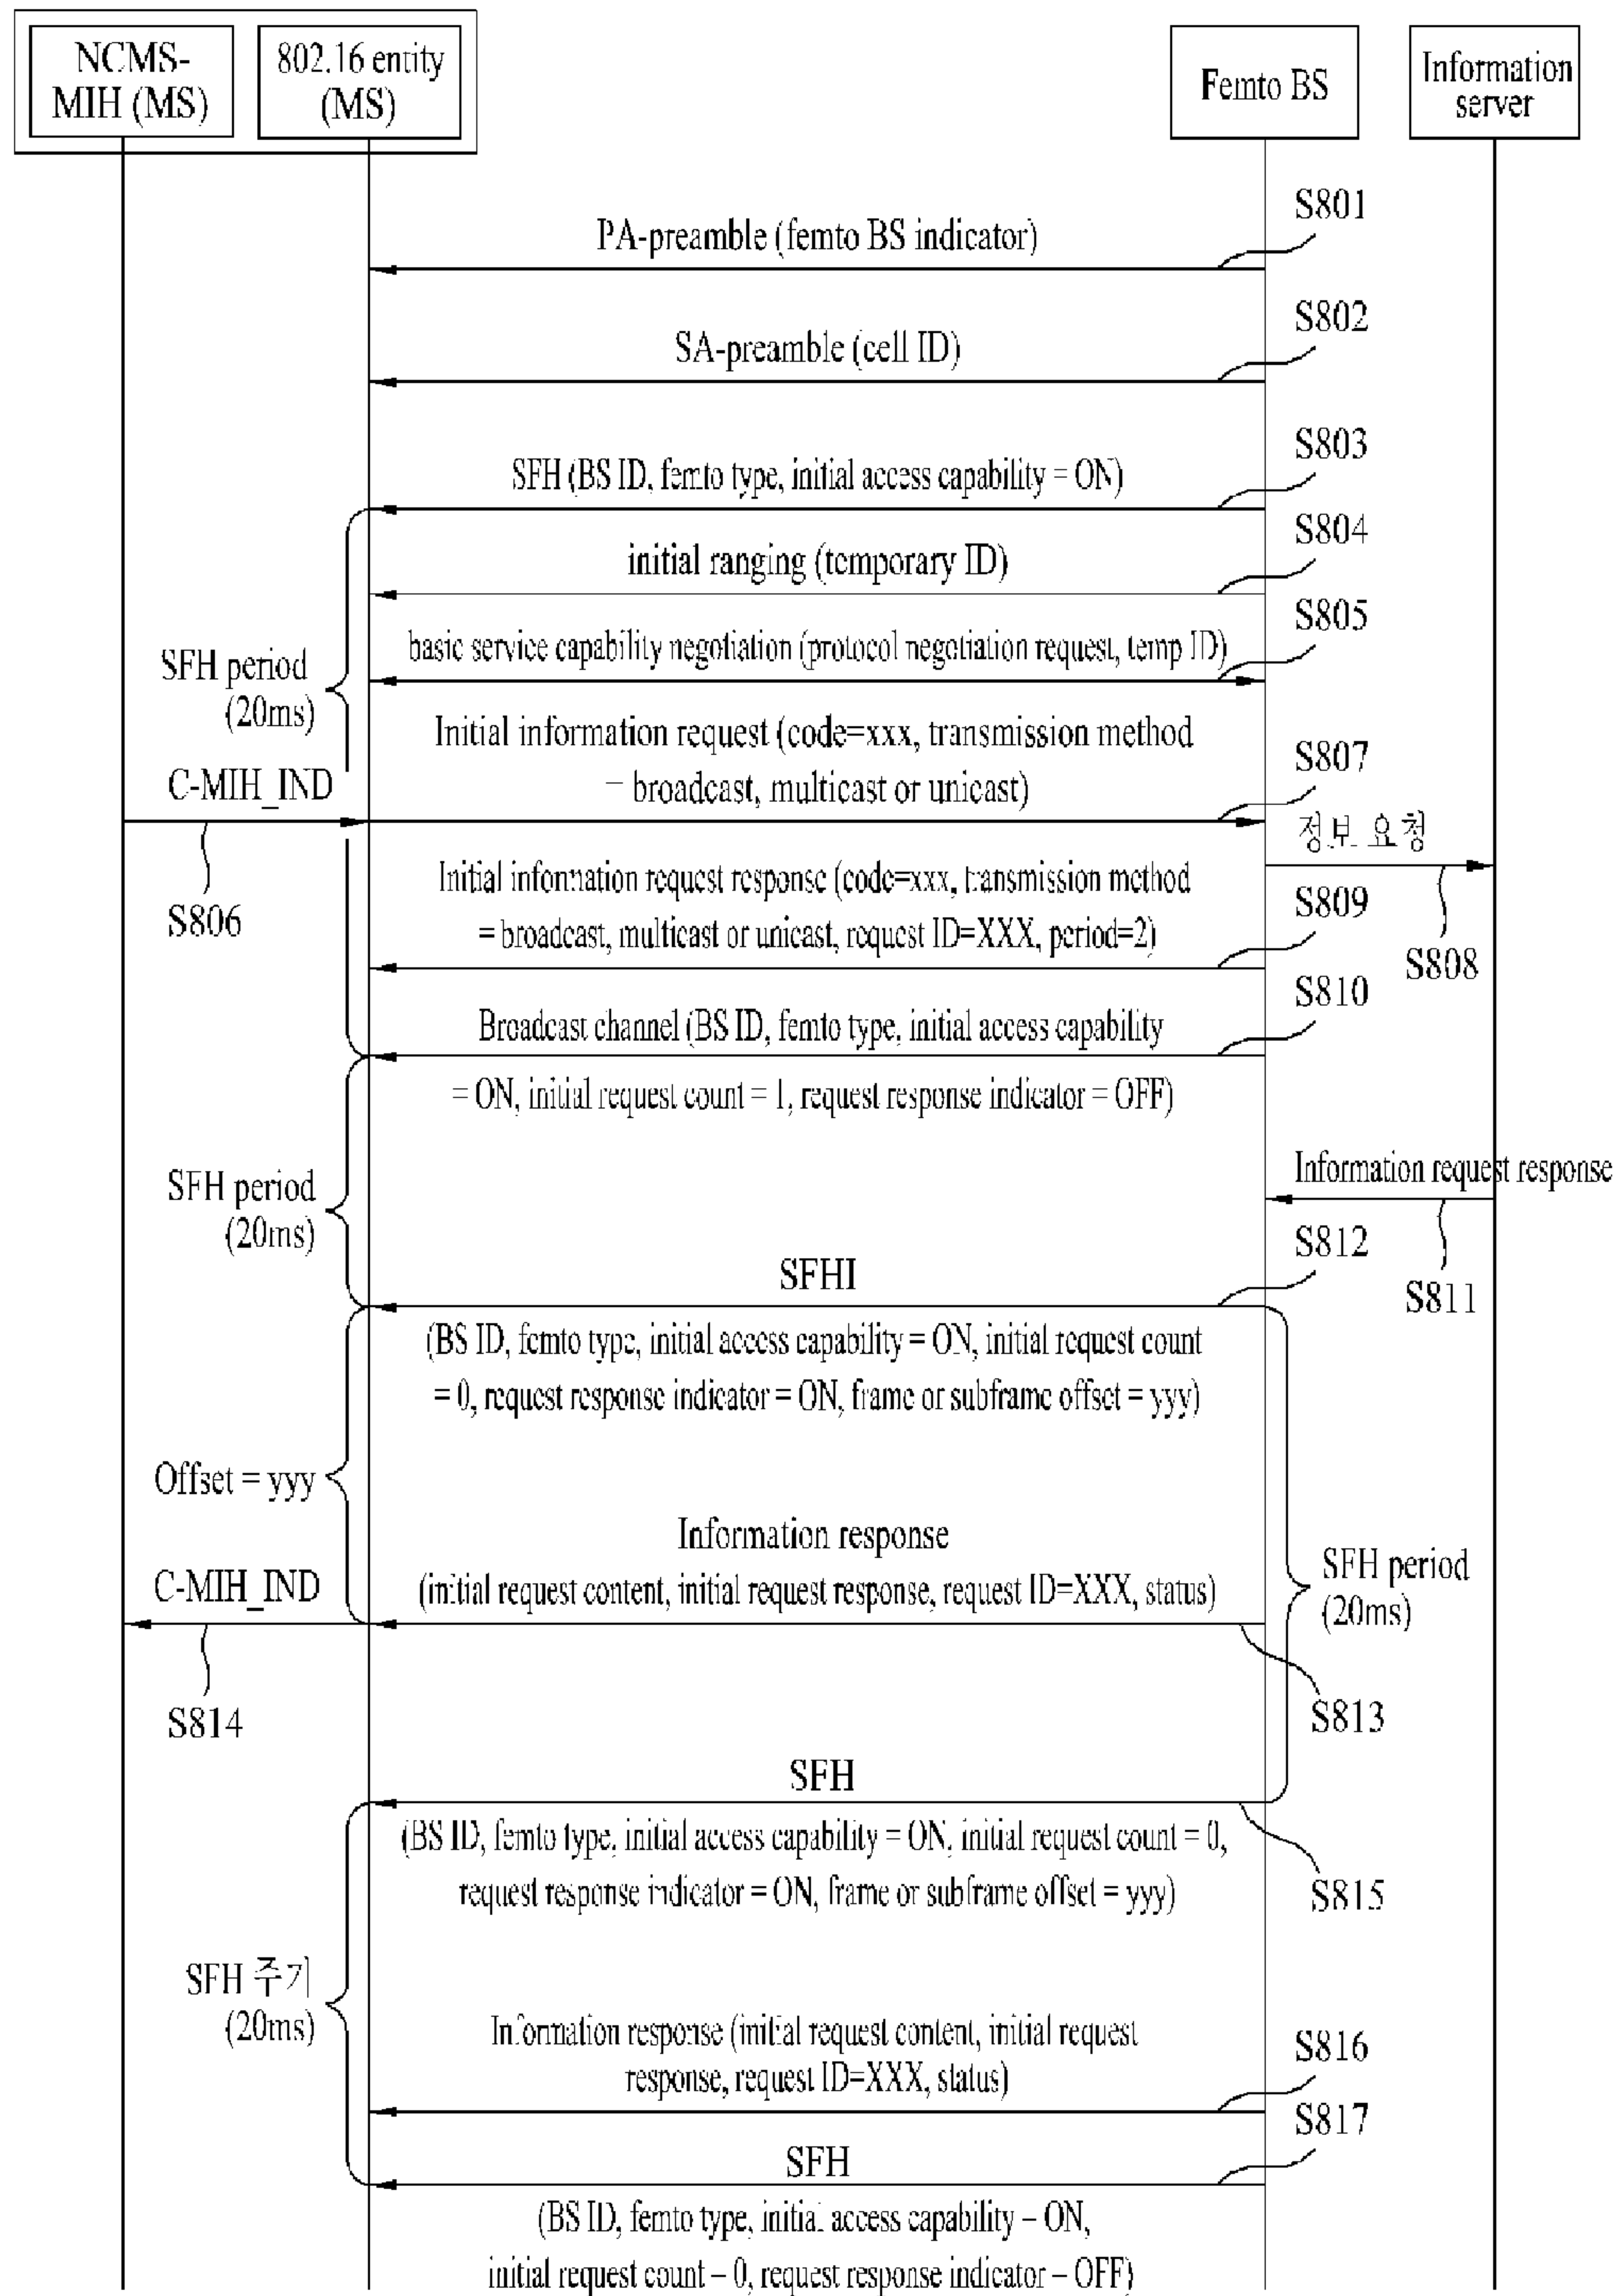 NCMS-
MIH (MS)
802.16 entity
(MS)
Femto BS
Information
server
S801
PA-preamble (femto BS indicator)
S802
SA-preamble (cell ID)
S803
SFH (BS ID, femto type, initial access capability = ON)
S804
initial ranging (temporary ID)
S805
basic service capability negotiation (protocol negotiation request, temp ID)
SFH period
(20ms)
Initial information request (code=xxx, transmission method
= broadcast, multicast or unicast)
S807
C-MIH_IND
정보 요청
S806
Initial information request response (code=xxx, transmission method
= broadcast, multicast or unicast, request ID=XXX, period=2)
S809
S808
S810
Broadcast channel (BS ID, femto type, initial access capability
= ON, initial request count = 1, request response indicator = OFF)
Information request response
SFH period
(20ms)
S812
SFHI
S811
(BS ID, femto type, initial access capability = ON, initial request count
= 0, request response indicator = ON, frame or subframe offset = yyy)
Offset = yyy
Information response
(initial request content, initial request response, request ID=XXX, status)
C-MIH_IND
SFH period
(20ms)
S814
S813
SFH
(BS ID, femto type, initial access capability = ON, initial request count = 0,
request response indicator = ON, frame or subframe offset = yyy)
S815
SFH 주기
(20ms)
Information response (initial request content, initial request
response, request ID=XXX, status)
S816
S817
SFH
(BS ID, femto type, initial access capability = ON,
initial request count = 0, request response indicator = OFF)